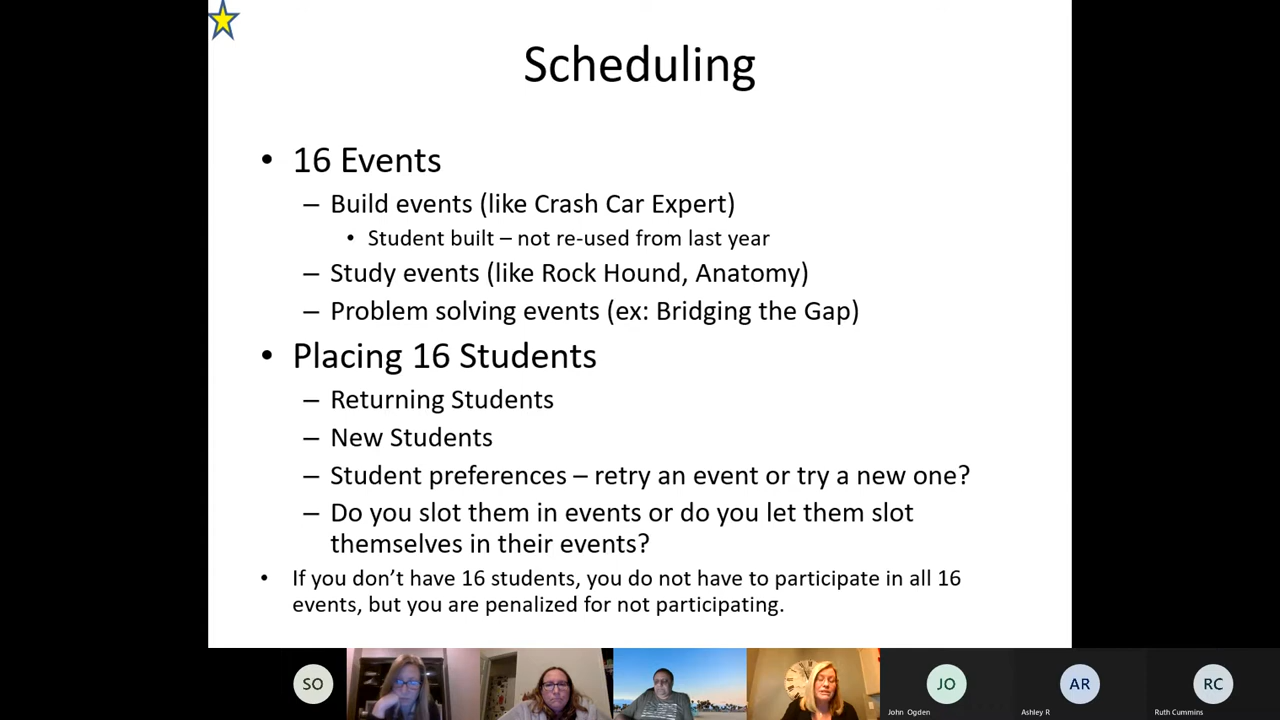 Scheduling
• 16 Events
– Build events (like Crash Car Expert)
• Student built – not re-used from last year
– Study events (like Rock Hound, Anatomy)
– Problem solving events (ex: Bridging the Gap)
• Placing 16 Students
– Returning Students
– New Students
– Student preferences – retry an event or try a new one?
– Do you slot them in events or do you let them slot
themselves in their events?
• If you don’t have 16 students, you do not have to participate in all 16
events, but you are penalized for not participating.
SO
JO
AR
RC
John Ogden
Ashley R
Ruth Cummins